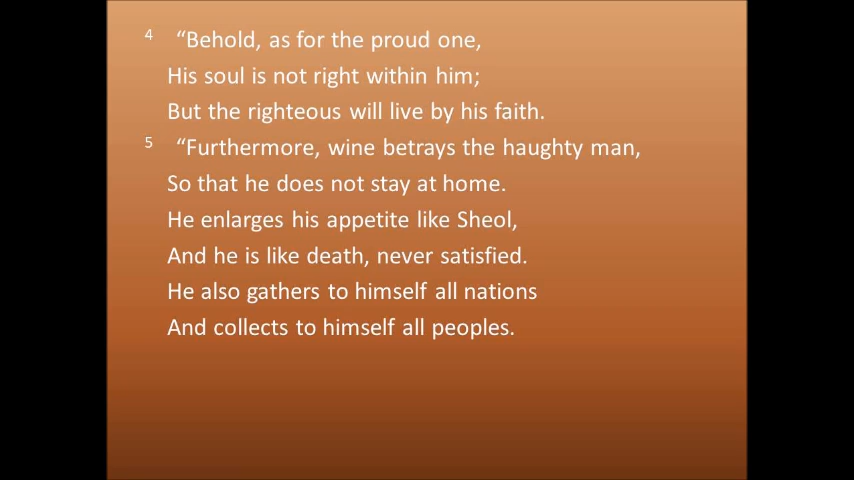 4 “Behold, as for the proud one,
His soul is not right within him;
But the righteous will live by his faith.
5 “Furthermore, wine betrays the haughty man,
So that he does not stay at home.
He enlarges his appetite like Sheol,
And he is like death, never satisfied.
He also gathers to himself all nations
And collects to himself all peoples.